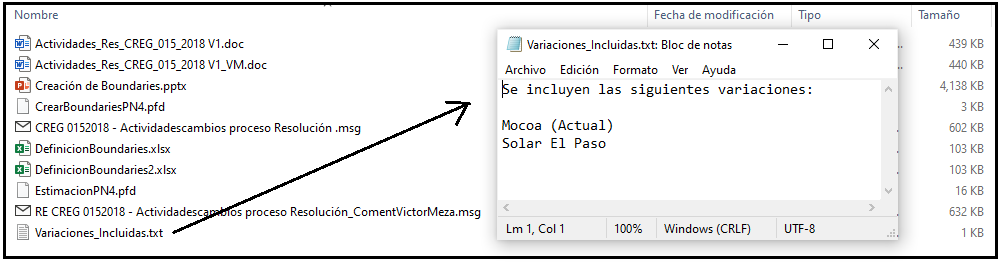 Nombre Fecha de modificación Tipo Tamaño
Actividades_Res_CREG_015_2018 V1.doc 439 KB
Actividades_Res_CREG_015_2018 V1_VM.doc 440 KB
Creación de Boundaries.pptx 4,138 KB
CrearBoundariesPN4.pfd 3 KB
CREG 0152018 - Actividadescambios proceso Resolución .msg 602 KB
DefinicionBoundaries.xlsx 103 KB
DefinicionBoundaries2.xlsx 103 KB
EstimacionPN4.pfd 16 KB
RE CREG 0152018 - Actividadescambios proceso Resolución_ComentVictorMeza.msg 632 KB
Variaciones_Incluidas.txt 1 KB
Variaciones_Incluidas.txt: Bloc de notas
Archivo Edición Formato Ver Ayuda
Se incluyen las siguientes variaciones:
Mocoa (Actual)
Solar El Paso
Lm 1, Col 1 100% Windows (CRLF) UTF-8